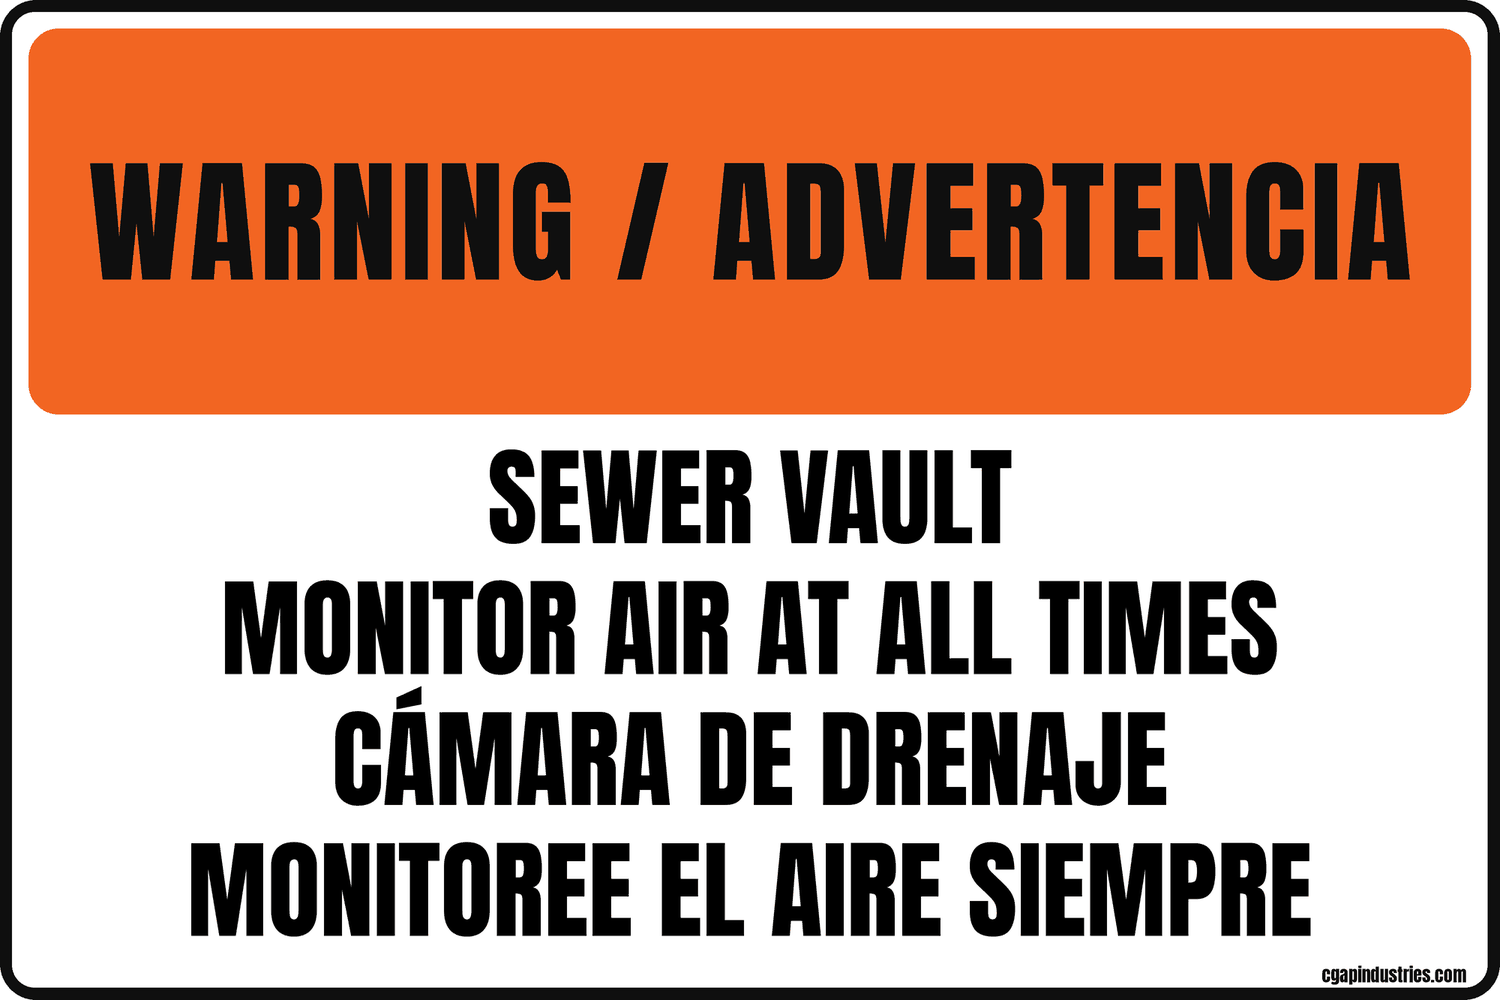 WARNING / ADVERTENCIA
SEWER VAULT
MONITOR AIR AT ALL TIMES
CÁMARA DE DRENAJE
MONITOREE EL AIRE SIEMPRE
cgapindustries.com